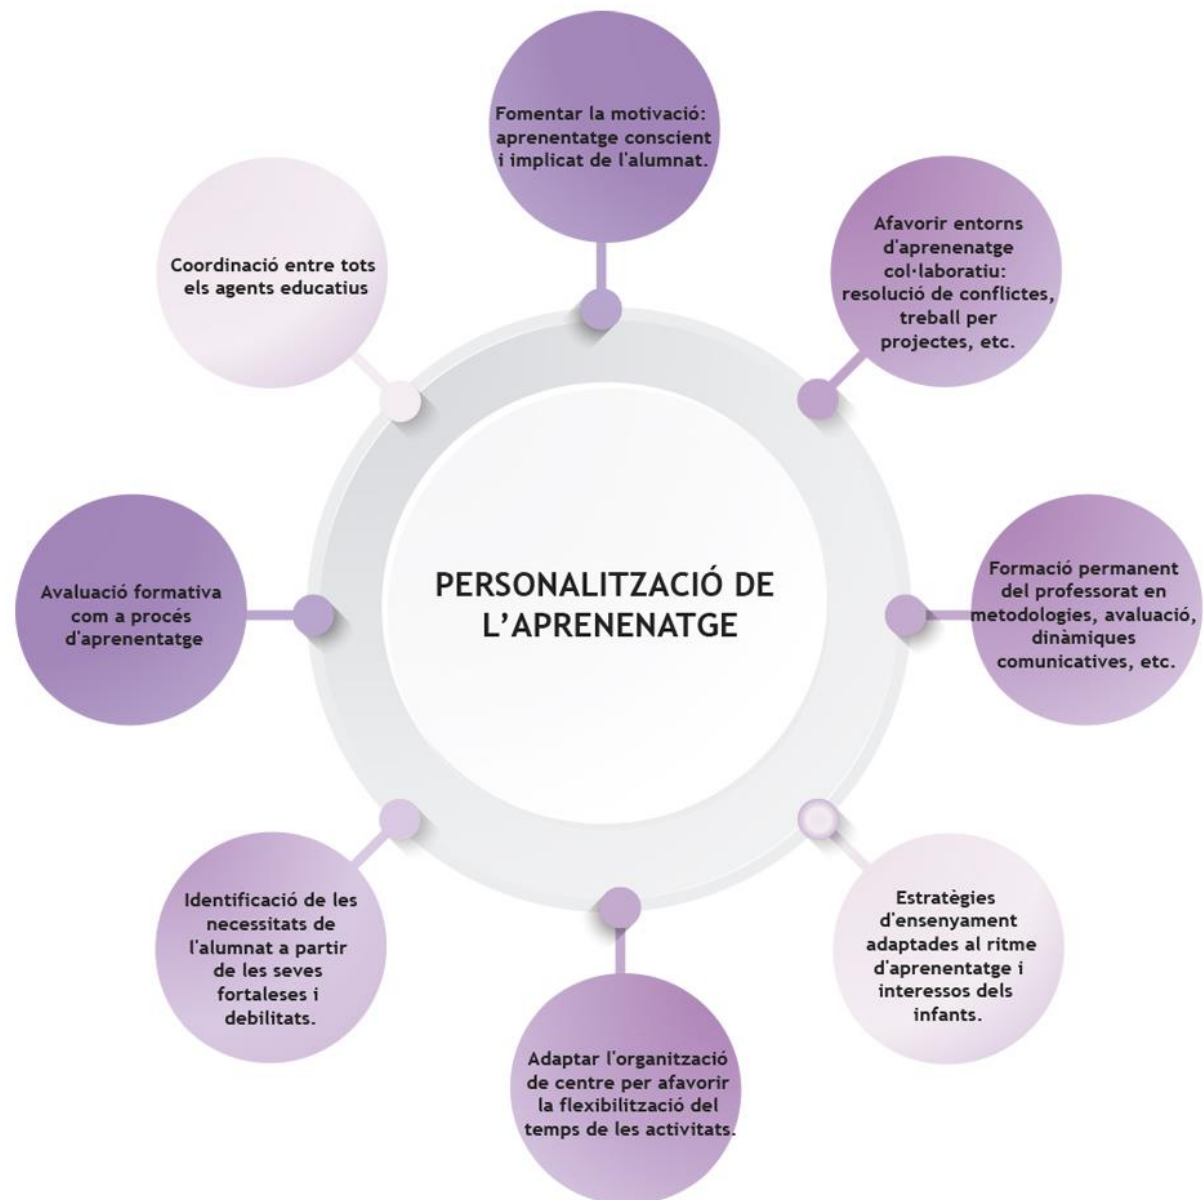 Fomentar la motivació:
aprenentatge conscient
i implicat de l'alumnat.
Afavorir entorns
d'aprenenatge
col·laboratiu:
resolució de conflictes,
treball per
projectes, etc.
Coordinació entre tots
els agents educatius
PERSONALITZACIÓ DE
L’APRENENATGE
Formació permanent
del professorat en
metodologies, avaluació,
dinàmiques
comunicatives, etc.
Avaluació formativa
com a procés
d'aprenentatge
Estratègies
d'ensenyament
adaptades al ritme
d'aprenentatge i
interessos dels
infants.
Identificació de les
necessitats de
l'alumnat a partir
de les seves
fortaleses i
debilitats.
Adaptar l'organització
de centre per afavorir
la flexibilització del
temps de les activitats.